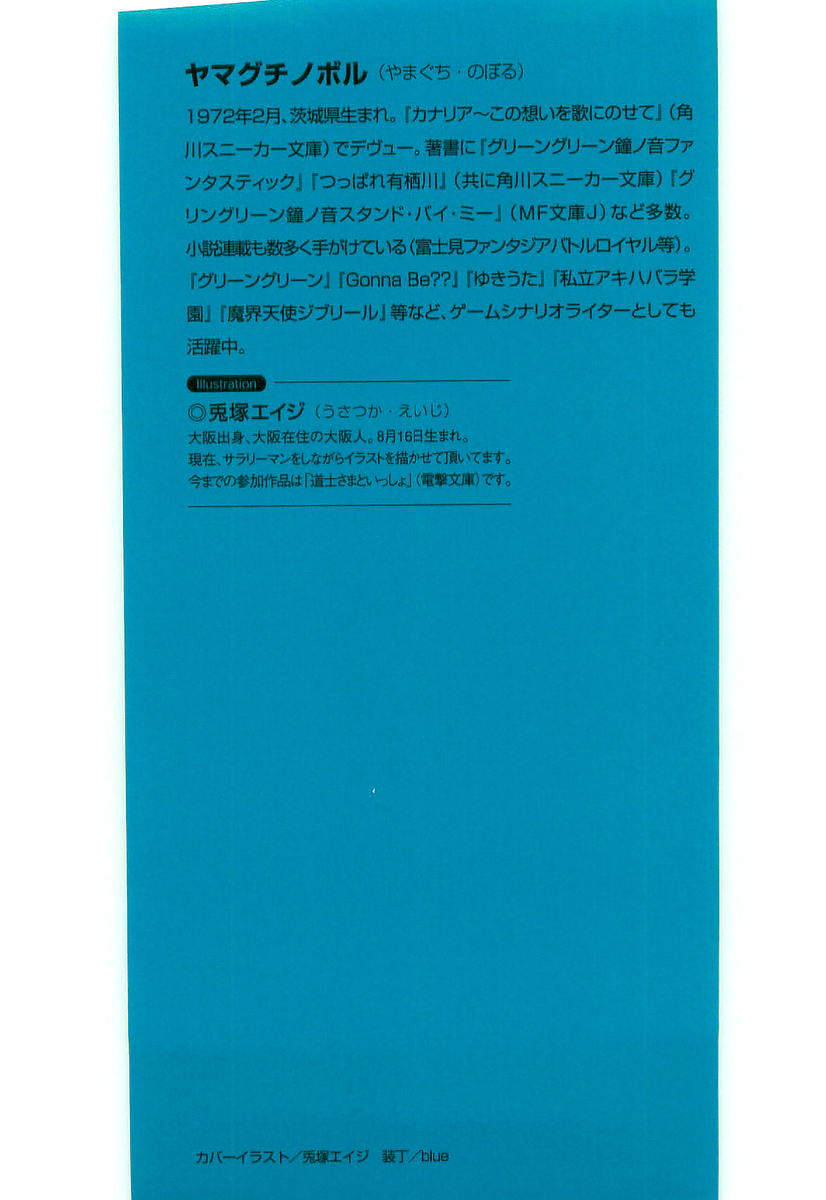 ヤマグチノボル（やまぐち・のぼる）
1972年2月、茨城県生まれ。『カナリア～この想いを歌にのせて』（角
川スニーカー文庫）でデヴュー。著書に『グリーングリーン鐘ノ音ファ
ンタスティック』『つっぱれ有栖川』（共に角川スニーカー文庫）『グ
リングリーン鐘ノ音スタンド・バイ・ミー』（MF文庫J）など多数。
小説連載も数多く手がけている（富士見ファンタジアバトルロイヤル等）。
『グリーングリーン』『Gonna Be??』『ゆきうた』『私立アキハバラ学
園』『魔界天使ジブリール』等など、ゲームシナリオライターとしても
活躍中。
Illustration
◎兎塚エイジ（うさつか・えいじ）
大阪出身、大阪在住の大阪人。8月16日生まれ。
現在、サラリーマンをしながらイラストを描かせて頂いてます。
今までの参加作品は「道士さまといっしょ」（電撃文庫）です。
カバーイラスト／兎塚エイジ　装丁／blue